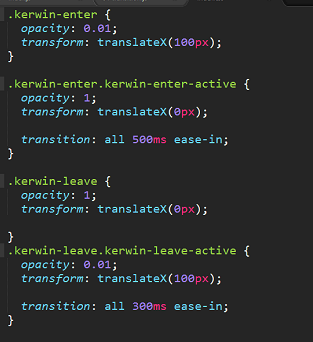 .kerwin-enter {
opacity: 0.01;
transform: translateX(100px);
}
.kerwin-enter.kerwin-enter-active {
opacity: 1;
transform: translateX(0px);
transition: all 500ms ease-in;
}
.kerwin-leave {
opacity: 1;
transform: translateX(0px);
}
.kerwin-leave.kerwin-leave-active {
opacity: 0.01;
transform: translateX(100px);
transition: all 300ms ease-in;
}